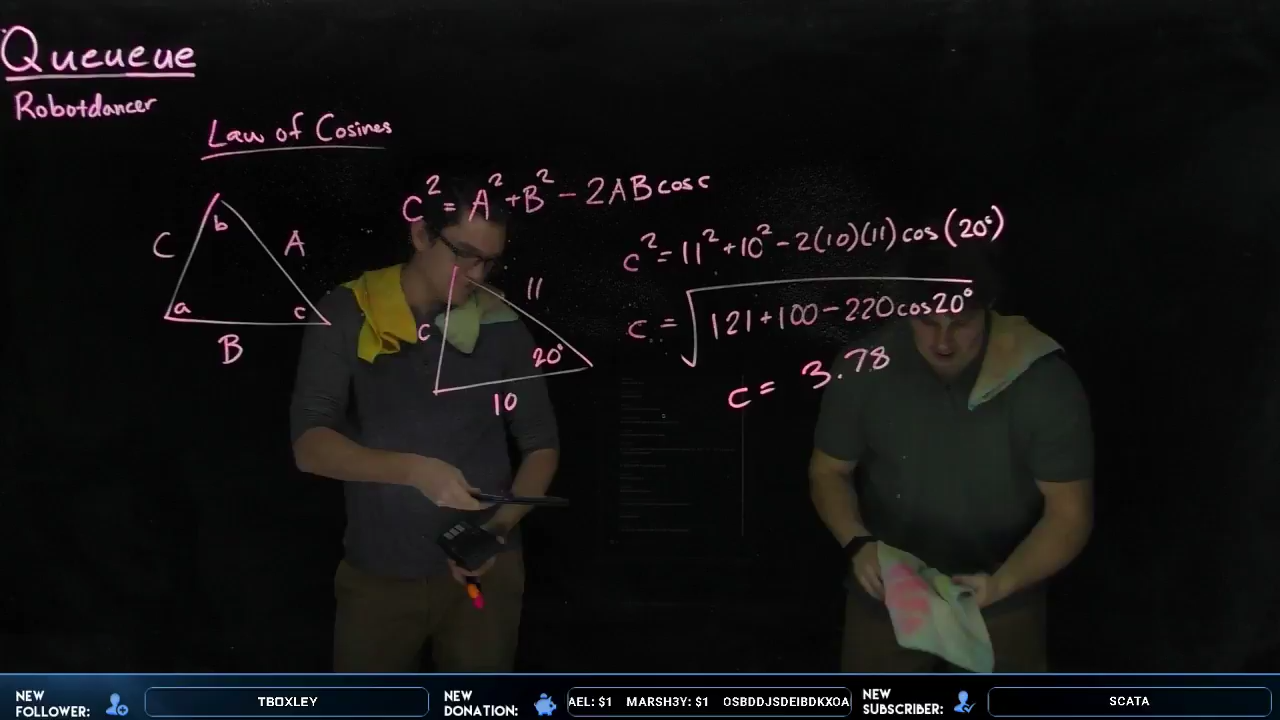 Queueue
Robotdancer
Law of Cosines
C² = A² + B² - 2ABcosc
b
C
A
a
c
B
11
c
20°
10
c² = 11² + 10² - 2(10)(11)cos(20°)
c = √121+100-220cos20°
c = 3.78
NEW FOLLOWER:
TBOXLEY
NEW DONATION:
AEL: $1 MARSH3Y: $1 OSBDDJSDEIBDKXOA
NEW SUBSCRIBER:
SCATA